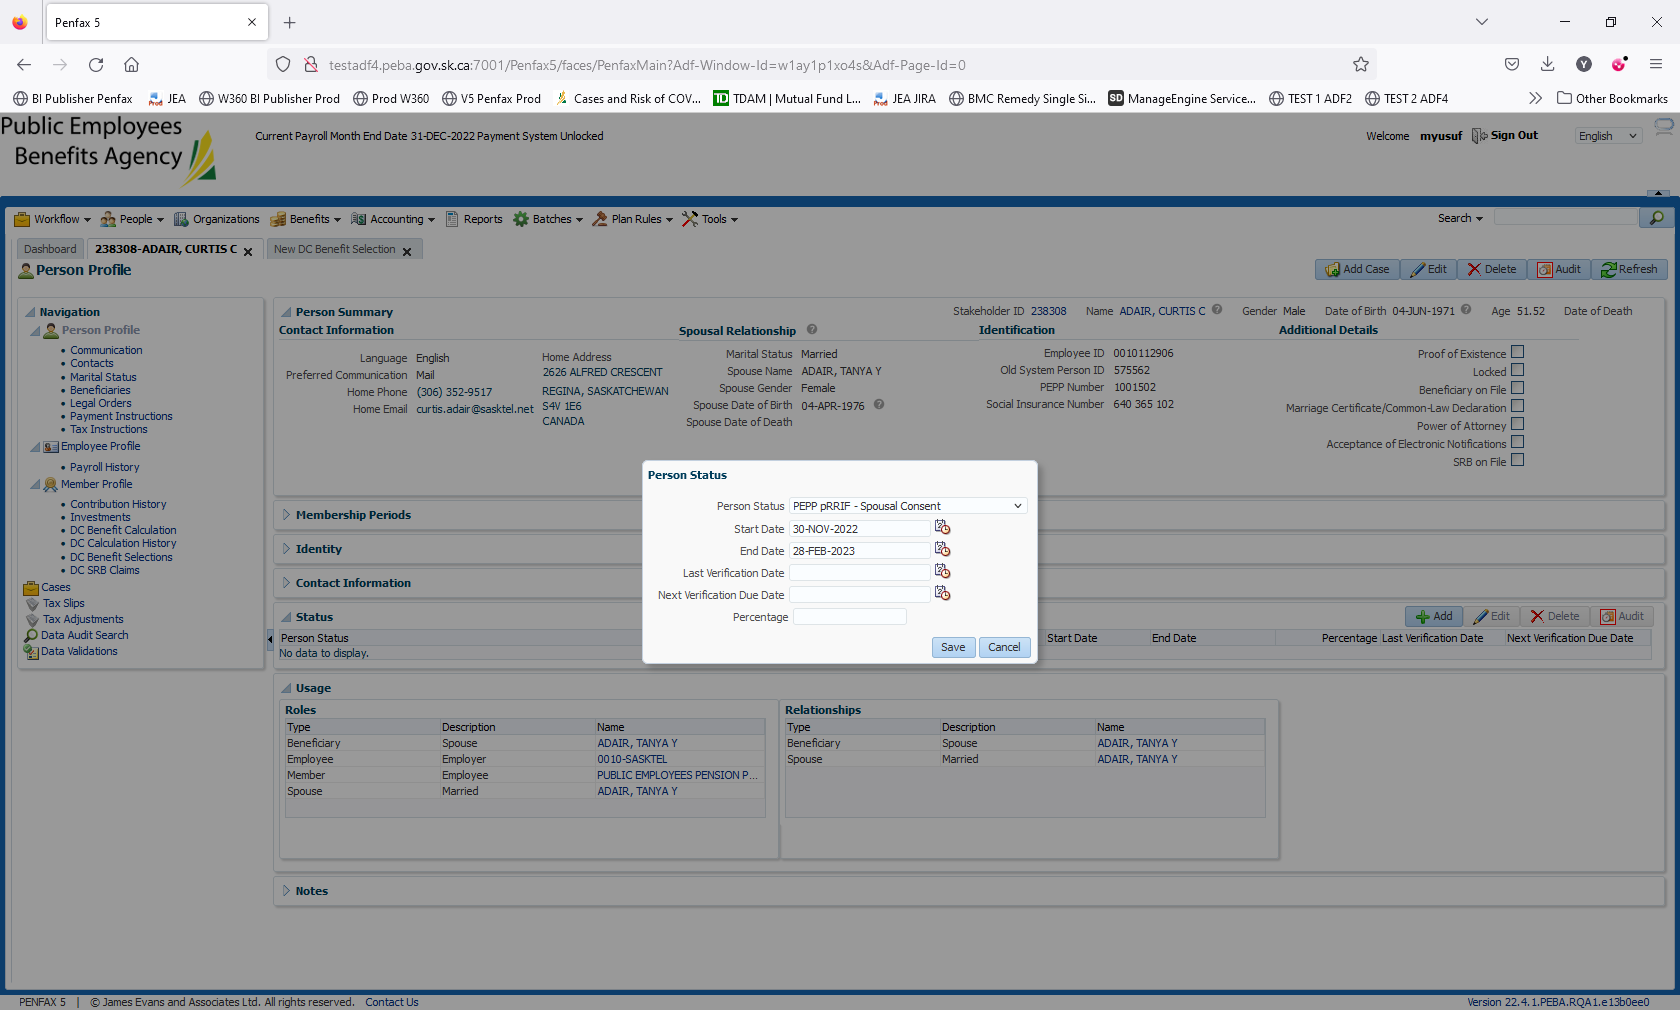 Penfax 5
testadf4.peba.gov.sk.ca:7001/Penfax5/faces/PenfaxMain?Adf-Window-Id=w1ay1p1xo4s&Adf-Page-Id=0
BI Publisher Penfax JEA W360 BI Publisher Prod Prod W360 V5 Penfax Prod Cases and Risk of COV... TDAM | Mutual Fund L... JEA JIRA BMC Remedy Single Si... ManageEngine Service... TEST 1 ADF2 TEST 2 ADF4 Other Bookmarks
Public Employees
Benefits Agency
Current Payroll Month End Date 31-DEC-2022 Payment System Unlocked
Welcome myusuf Sign Out English
Workflow People Organizations Benefits Accounting Reports Batches Plan Rules Tools Search
Dashboard 238308-ADAIR, CURTIS C New DC Benefit Selection
Person Profile
Add Case Edit Delete Audit Refresh
Navigation
Person Profile
Communication
Contacts
Marital Status
Beneficiaries
Legal Orders
Payment Instructions
Tax Instructions
Employee Profile
Payroll History
Member Profile
Contribution History
Investments
DC Benefit Calculation
DC Calculation History
DC Benefit Selections
DC SRB Claims
Cases
Tax Slips
Tax Adjustments
Data Audit Search
Data Validations
Person Summary
Stakeholder ID 238308 Name ADAIR, CURTIS C Gender Male Date of Birth 04-JUN-1971 Age 51.52 Date of Death
Contact Information
Language English
Preferred Communication Mail
Home Phone (306) 352-9517
Home Email curtis.adair@sasktel.net
Home Address
2626 ALFRED CRESCENT
REGINA, SASKATCHEWAN
S4V 1E6
CANADA
Spousal Relationship
Marital Status Married
Spouse Name ADAIR, TANYA Y
Spouse Gender Female
Spouse Date of Birth 04-APR-1976
Spouse Date of Death
Identification
Employee ID 0010112906
Old System Person ID 575562
PEPP Number 1001502
Social Insurance Number 640 365 102
Additional Details
Proof of Existence
Locked
Beneficiary on File
Marriage Certificate/Common-Law Declaration
Power of Attorney
Acceptance of Electronic Notifications
SRB on File
Membership Periods
Identity
Contact Information
Status
Add Edit Delete Audit
Person Status Start Date End Date Percentage Last Verification Date Next Verification Due Date
No data to display.
Person Status
Person Status PEPP pRRIF - Spousal Consent
Start Date 30-NOV-2022
End Date 28-FEB-2023
Last Verification Date
Next Verification Due Date
Percentage
Save Cancel
Usage
Roles
Type Description Name
Beneficiary Spouse ADAIR, TANYA Y
Employee Employer 0010-SASKTEL
Member Employee PUBLIC EMPLOYEES PENSION P...
Spouse Married ADAIR, TANYA Y
Relationships
Type Description Name
Beneficiary Spouse ADAIR, TANYA Y
Spouse Married ADAIR, TANYA Y
Notes
PENFAX 5 | © James Evans and Associates Ltd. All rights reserved. Contact Us
Version 22.4.1.PEBA.RQA1.e13b0ee0